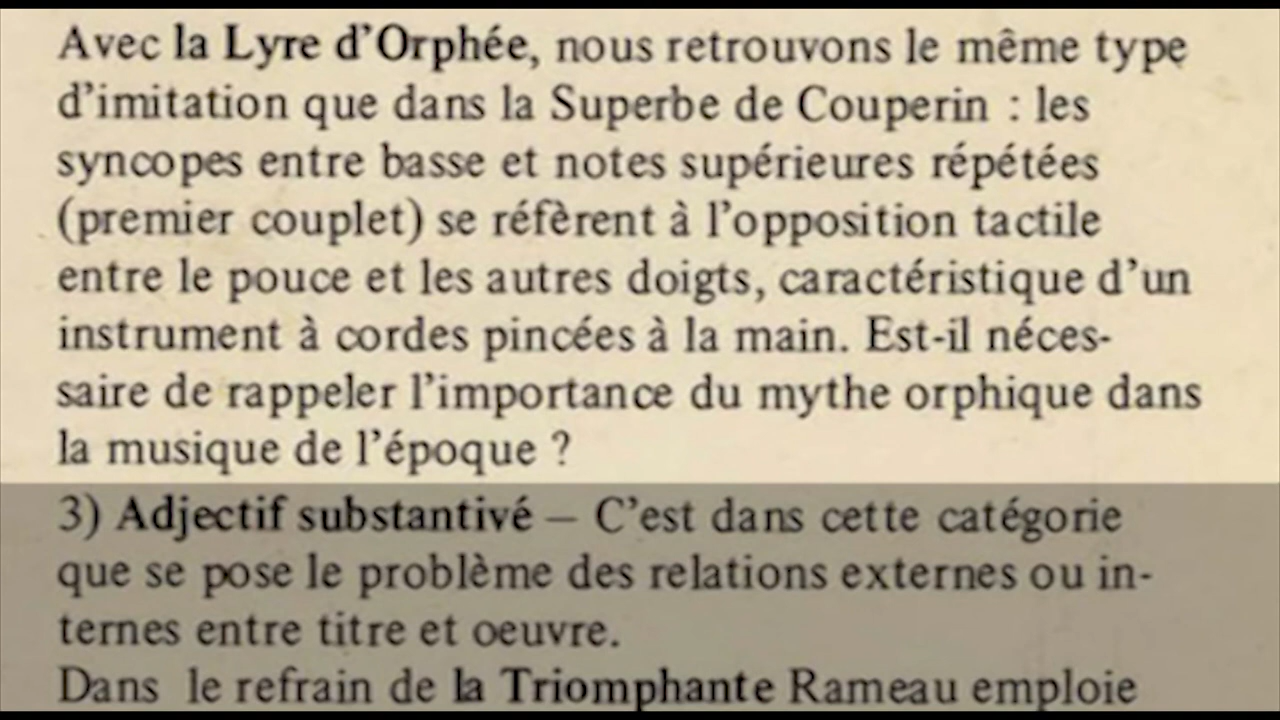 Avec la Lyre d'Orphée, nous retrouvons le même type
d'imitation que dans la Superbe de Couperin : les
syncopes entre basse et notes supérieures répétées
(premier couplet) se réfèrent à l'opposition tactile
entre le pouce et les autres doigts, caractéristique d'un
instrument à cordes pincées à la main. Est-il néces-
saire de rappeler l'importance du mythe orphique dans
la musique de l'époque ?
3) Adjectif substantivé – C'est dans cette catégorie
que se pose le problème des relations externes ou in-
ternes entre titre et oeuvre.
Dans le refrain de la Triomphante Rameau emploie